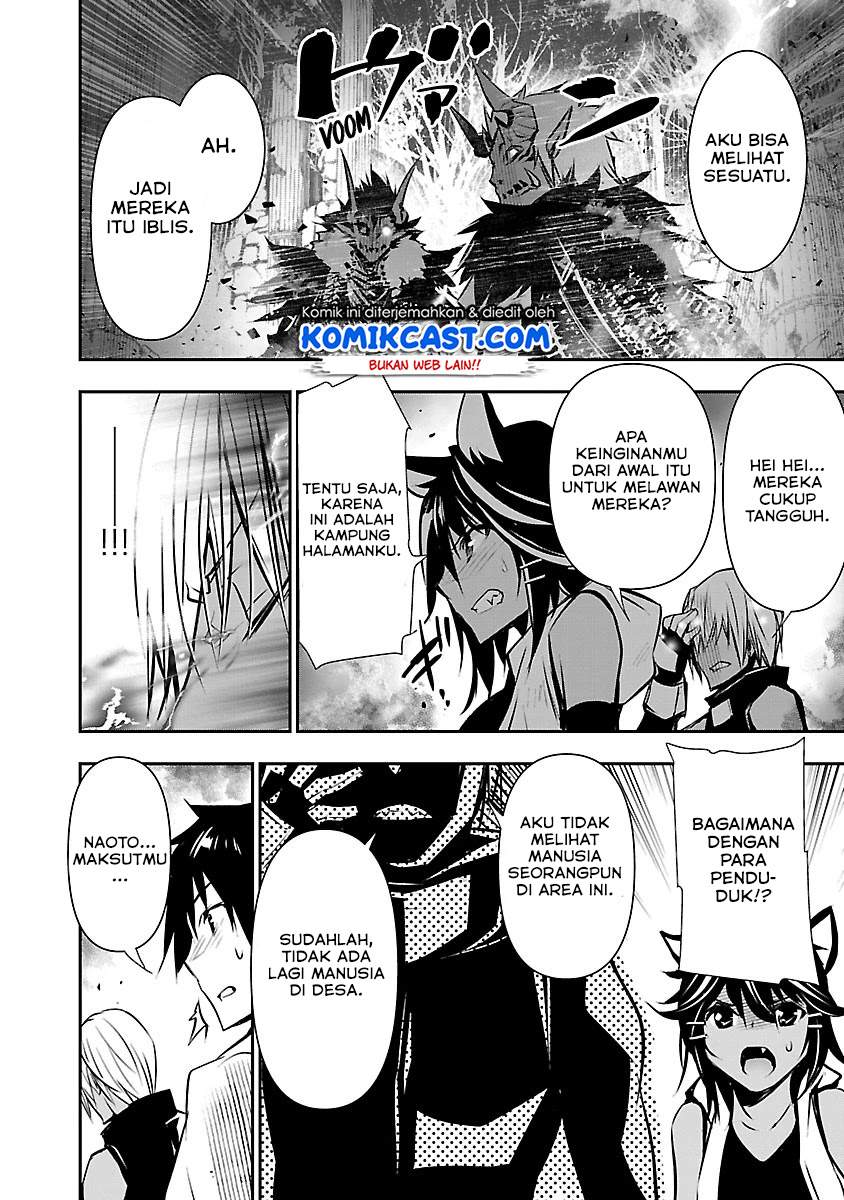 AKU BISA
MELIHAT
SESUATU.
ドォッ
VOOM
AH.
JADI
MEREKA
ITU IBLIS.
Komik ini diterjemahkan & diedit oleh
KOMIKCAST.COM
BUKAN WEB LAIN!!
HEI HEI...
MEREKA
CUKUP
TANGGUH.
APA
KEINGINANMU
DARI AWAL ITU
UNTUK MELAWAN
MEREKA?
TENTU SAJA,
KARENA
INI ADALAH
KAMPUNG
HALAMANKU.
!!!
BAGAIMANA
DENGAN
PARA
PENDU-
DUK!?
AKU TIDAK
MELIHAT
MANUSIA
SEORANGPUN
DI AREA INI.
SUDAHLAH,
TIDAK ADA
LAGI MANUSIA
DI DESA.
NAOTO...
MAKSUTMU
...